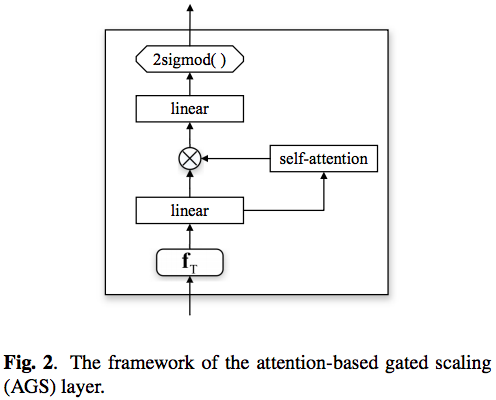 2sigmod( )
linear
self-attention
linear
f_T
Fig. 2. The framework of the attention-based gated scaling
(AGS) layer.